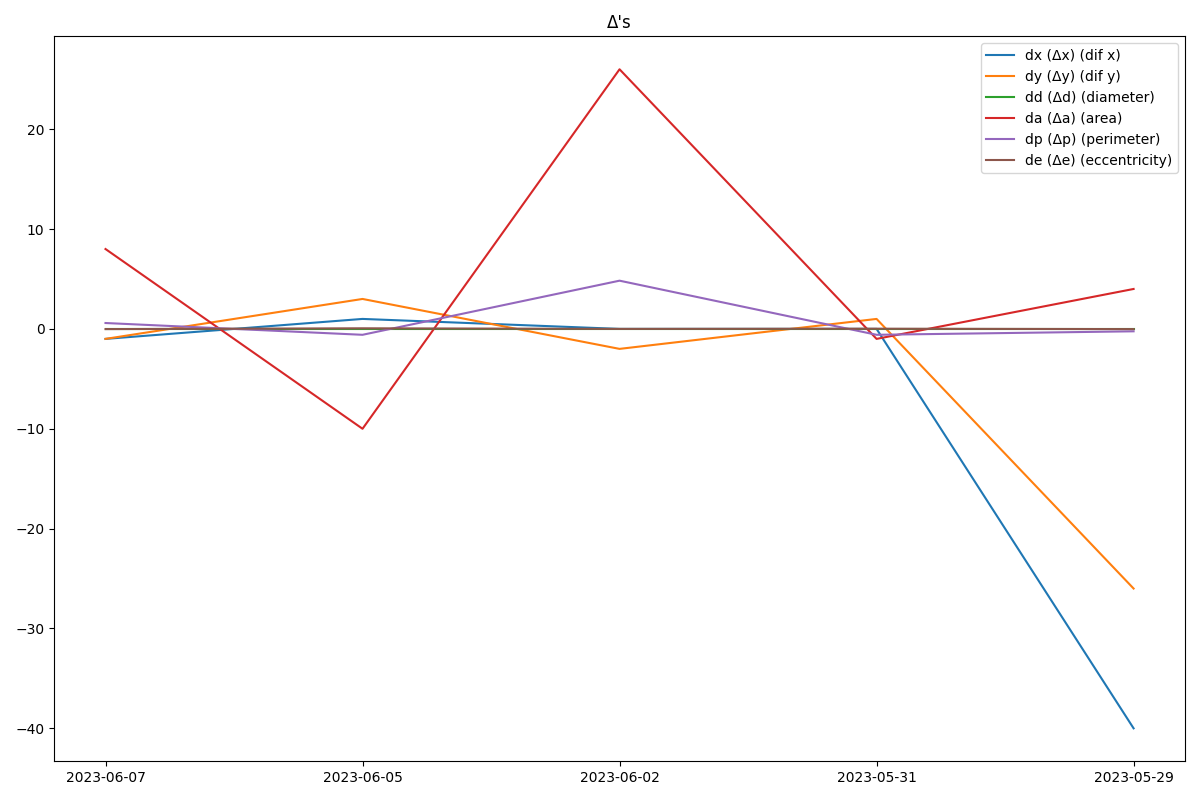 Δ's
dx (Δx) (dif x)
dy (Δy) (dif y)
dd (Δd) (diameter)
da (Δa) (area)
dp (Δp) (perimeter)
de (Δe) (eccentricity)
20
10
0
−10
−20
−30
−40
2023-06-07 2023-06-05 2023-06-02 2023-05-31 2023-05-29